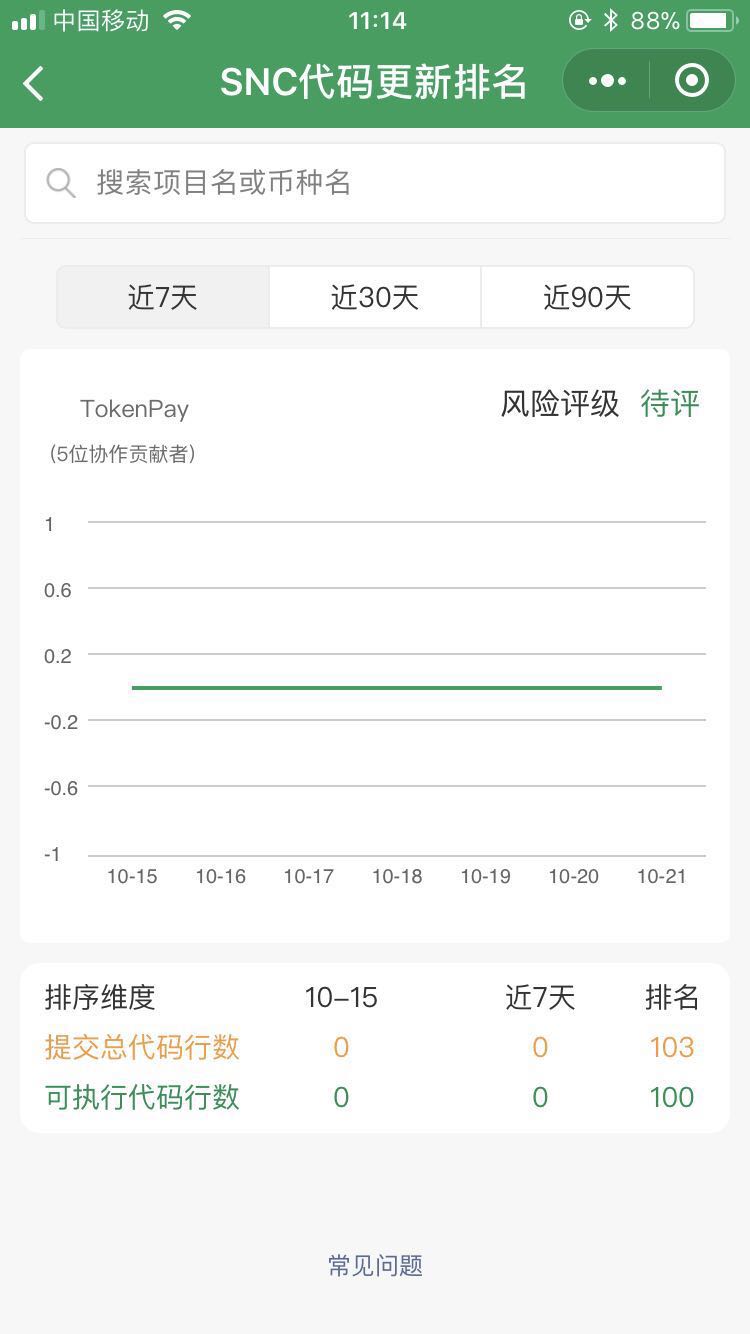 中国移动 11:14 88%
SNC代码更新排名
搜索项目名或币种名
近7天 近30天 近90天
TokenPay 风险评级 待评
(5位协作贡献者)
1
0.6
0.2
-0.2
-0.6
-1
10-15 10-16 10-17 10-18 10-19 10-20 10-21
排序维度 10-15 近7天 排名
提交总代码行数 0 0 103
可执行代码行数 0 0 100
常见问题